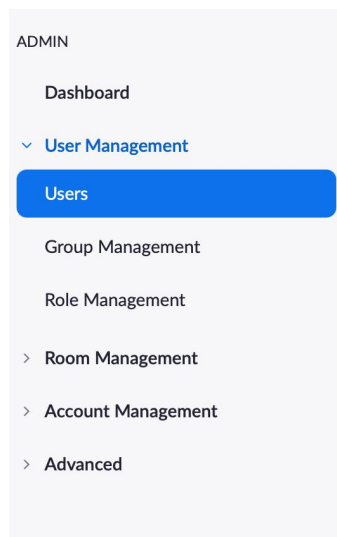 ADMIN
Dashboard
User Management
Users
Group Management
Role Management
Room Management
Account Management
Advanced